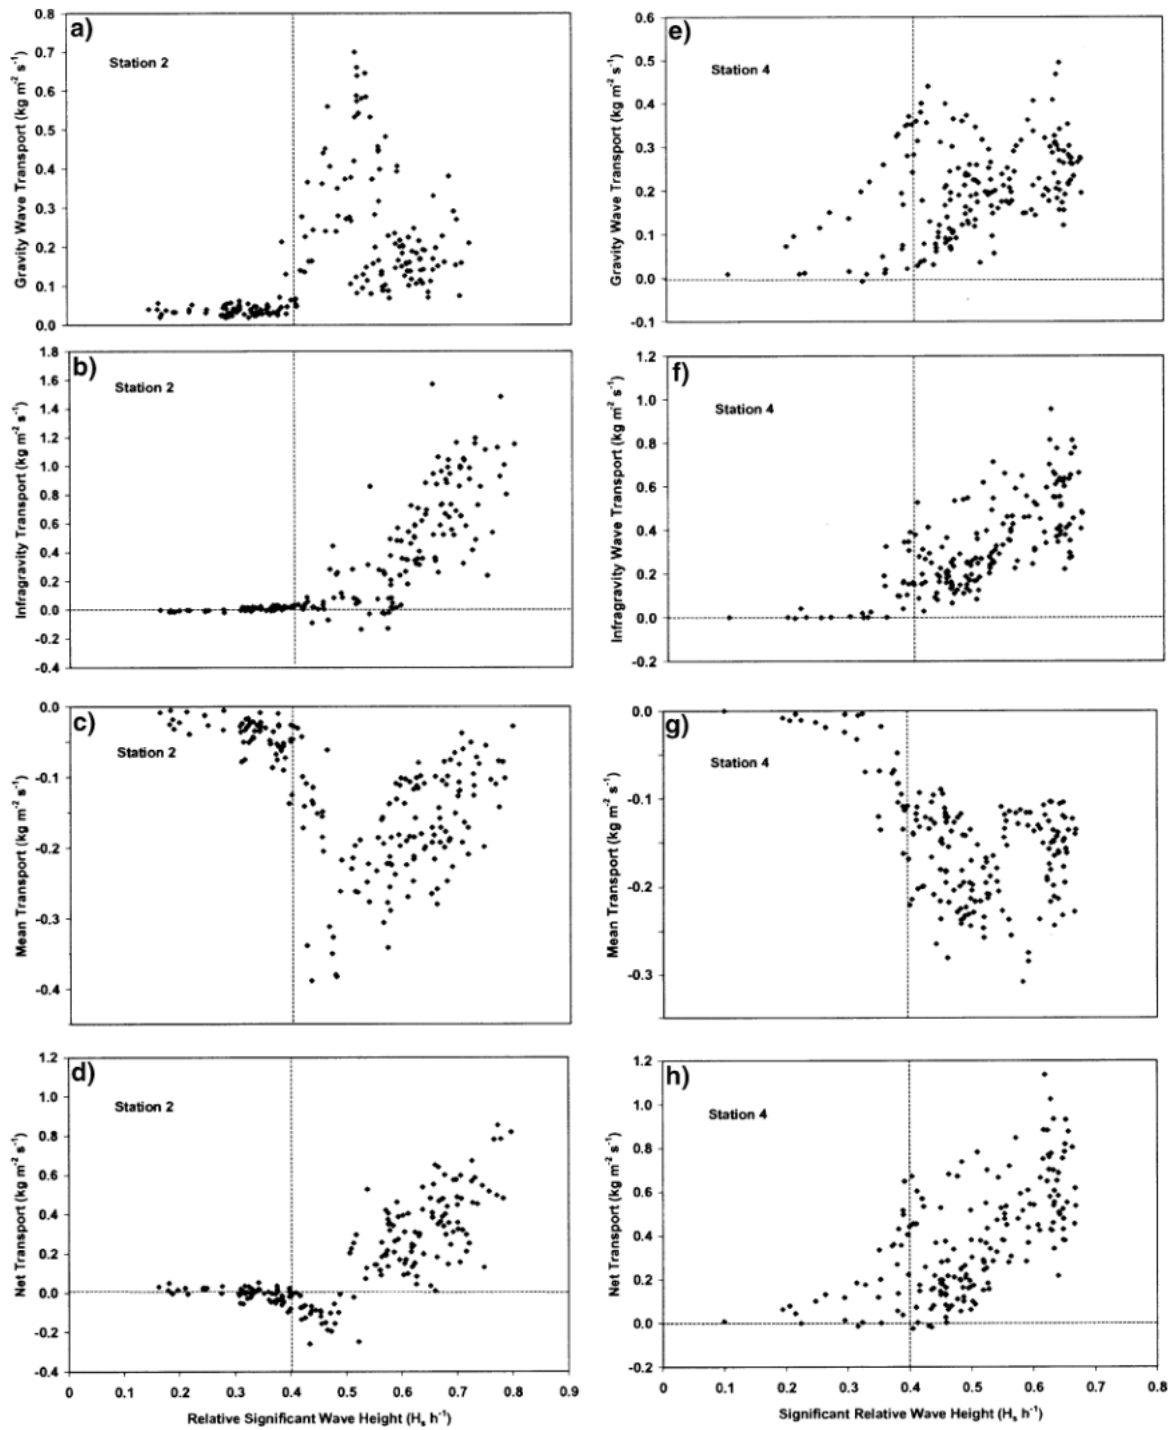 a)
Station 2
Gravity Wave Transport (kg m⁻² s⁻¹)
0.8
0.7
0.6
0.5
0.4
0.3
0.2
0.1
0.0
e)
Station 4
Gravity Wave Transport (kg m⁻² s⁻¹)
0.6
0.5
0.4
0.3
0.2
0.1
0.0
-0.1
b)
Station 2
Infragravity Transport (kg m⁻² s⁻¹)
1.8
1.6
1.4
1.2
1.0
0.8
0.6
0.4
0.2
0.0
-0.2
-0.4
f)
Station 4
Infragravity Wave Transport (kg m⁻² s⁻¹)
1.2
1.0
0.8
0.6
0.4
0.2
0.0
-0.2
c)
Station 2
Mean Transport (kg m⁻² s⁻¹)
0.0
-0.1
-0.2
-0.3
-0.4
g)
Station 4
Mean Transport (kg m⁻² s⁻¹)
0.0
-0.1
-0.2
-0.3
d)
Station 2
Net Transport (kg m⁻² s⁻¹)
1.2
1.0
0.8
0.6
0.4
0.2
0.0
-0.2
-0.4
0 0.1 0.2 0.3 0.4 0.5 0.6 0.7 0.8 0.9
Relative Significant Wave Height (Hₛ h⁻¹)
h)
Station 4
Net Transport (kg m⁻² s⁻¹)
1.2
1.0
0.8
0.6
0.4
0.2
0.0
-0.2
0 0.1 0.2 0.3 0.4 0.5 0.6 0.7 0.8
Significant Relative Wave Height (Hₛ h⁻¹)